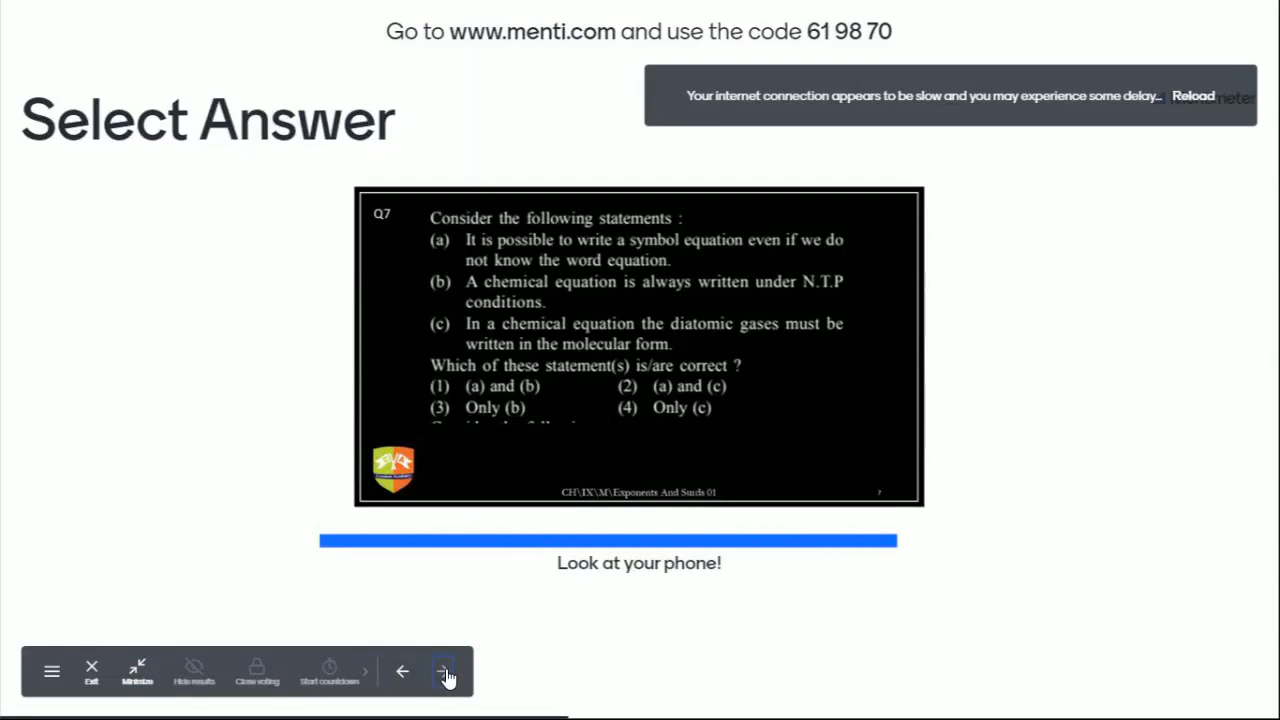 Go to www.menti.com and use the code 61 98 70
Your internet connection appears to be slow and you may experience some delay... Reload
Select Answer
Q7
Consider the following statements :
(a) It is possible to write a symbol equation even if we do
not know the word equation.
(b) A chemical equation is always written under N.T.P
conditions.
(c) In a chemical equation the diatomic gases must be
written in the molecular form.
Which of these statement(s) is/are correct ?
(1) (a) and (b) (2) (a) and (c)
(3) Only (b) (4) Only (c)
CH\IX\M\Exponents And Surds 01
7
Look at your phone!
Exit
Minimize
Hide results
Close voting
Start countdown